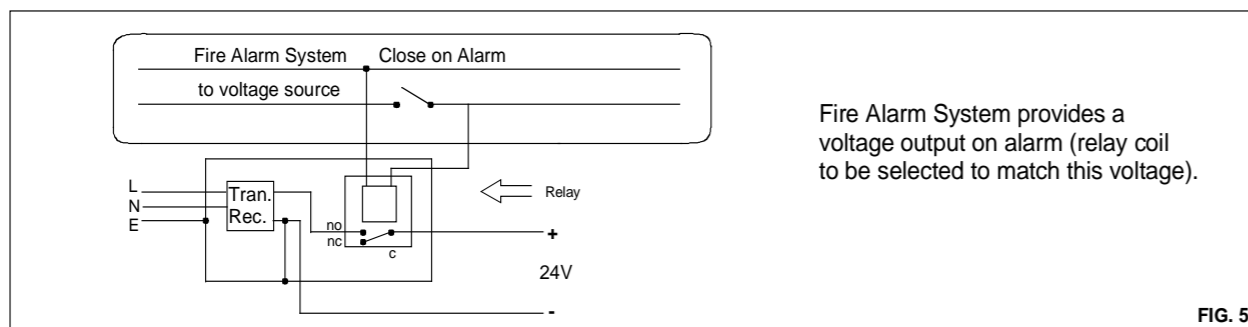 Fire Alarm System Close on Alarm
to voltage source
Fire Alarm System provides a
voltage output on alarm (relay coil
to be selected to match this voltage).
L
N
E
Tran.
Rec.
Relay
no
nc
c
+
24V
-
FIG. 5